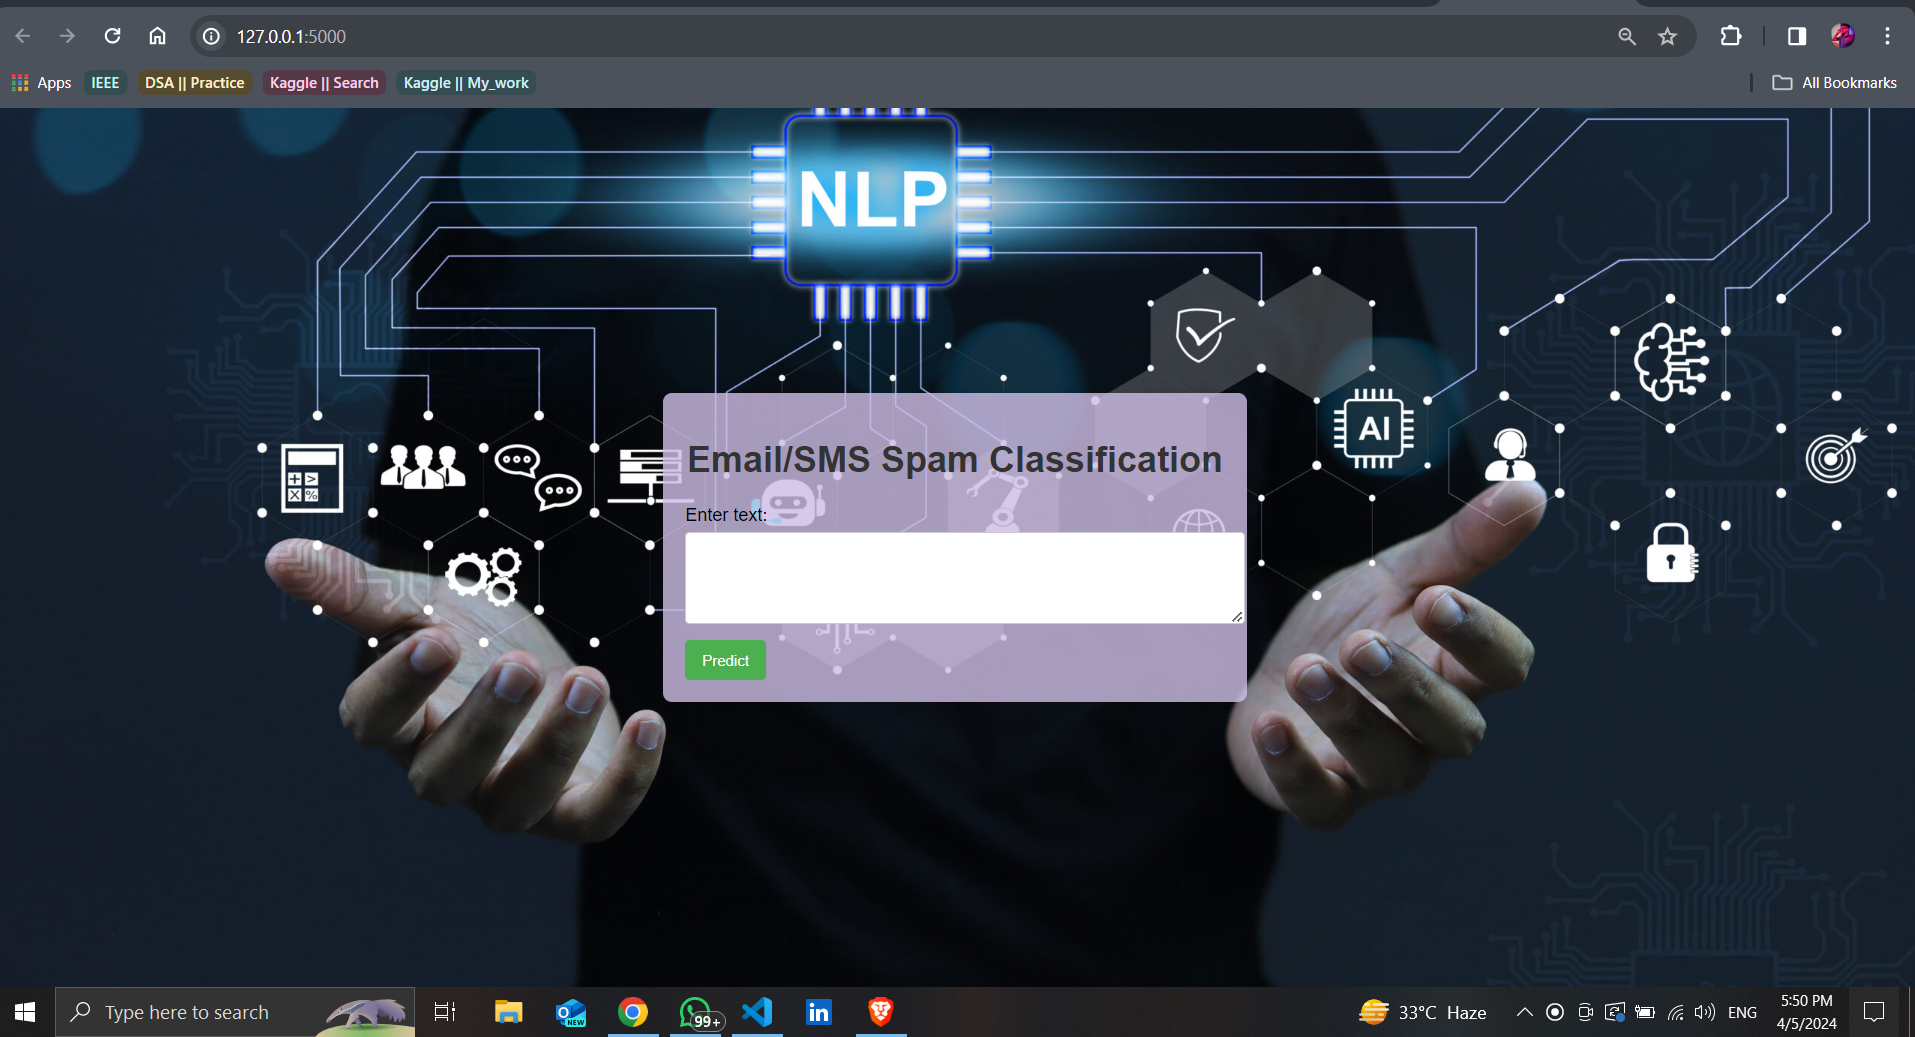 127.0.0.1:5000
Apps
IEEE
DSA || Practice
Kaggle || Search
Kaggle || My_work
All Bookmarks
NLP
AI
Email/SMS Spam Classification
Enter text:
Predict
Type here to search
NEW
99+
33°C Haze
ENG
5:50 PM
4/5/2024